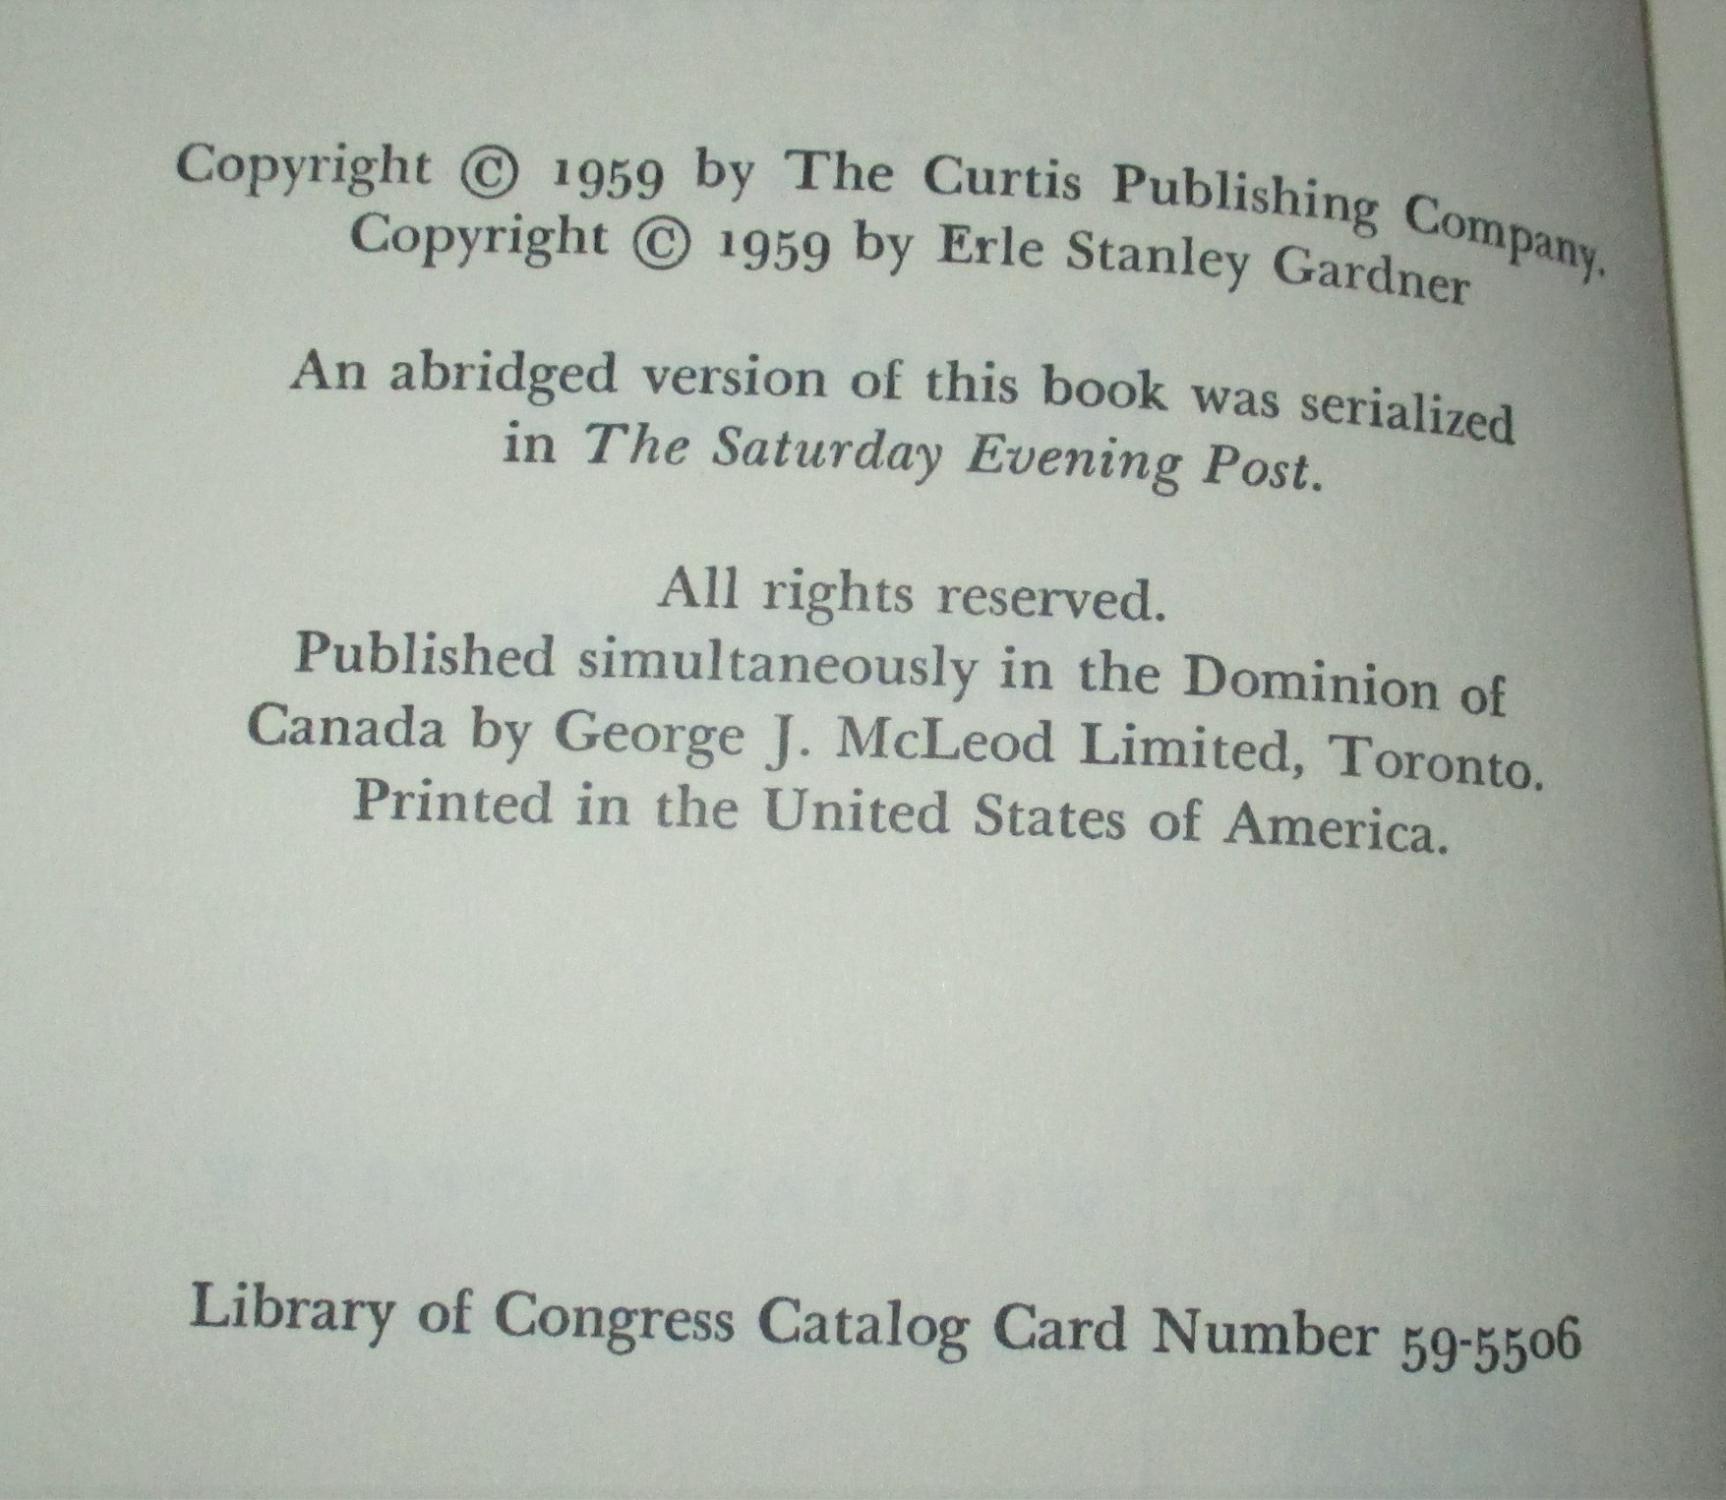 Copyright © 1959 by The Curtis Publishing Company.
Copyright © 1959 by Erle Stanley Gardner
An abridged version of this book was serialized
in The Saturday Evening Post.
All rights reserved.
Published simultaneously in the Dominion of
Canada by George J. McLeod Limited, Toronto.
Printed in the United States of America.
Library of Congress Catalog Card Number 59-5506